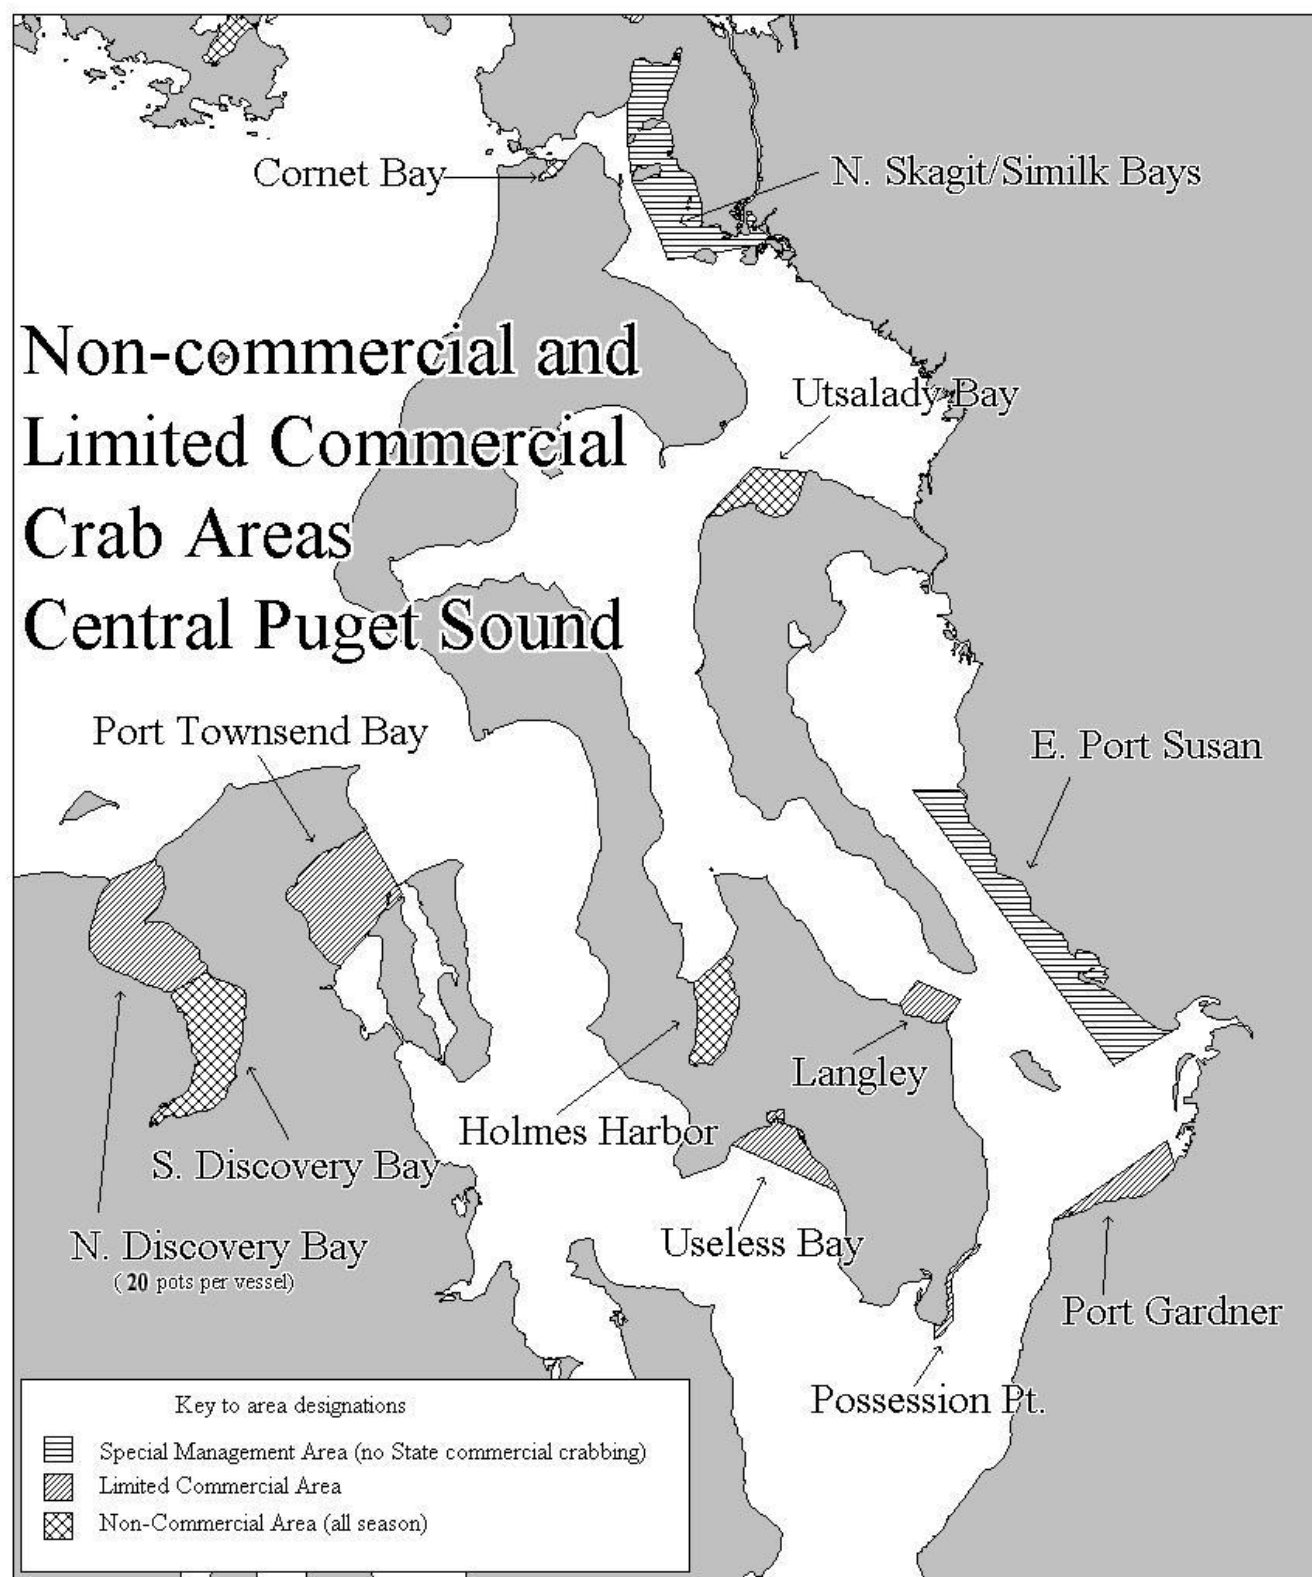 Cornet Bay
N. Skagit/Similk Bays
Non-commercial and
Limited Commercial
Crab Areas
Central Puget Sound
Utsalady Bay
Port Townsend Bay
E. Port Susan
Langley
Holmes Harbor
S. Discovery Bay
N. Discovery Bay
( 20 pots per vessel)
Useless Bay
Port Gardner
Possession Pt.
Key to area designations
Special Management Area (no State commercial crabbing)
Limited Commercial Area
Non-Commercial Area (all season)